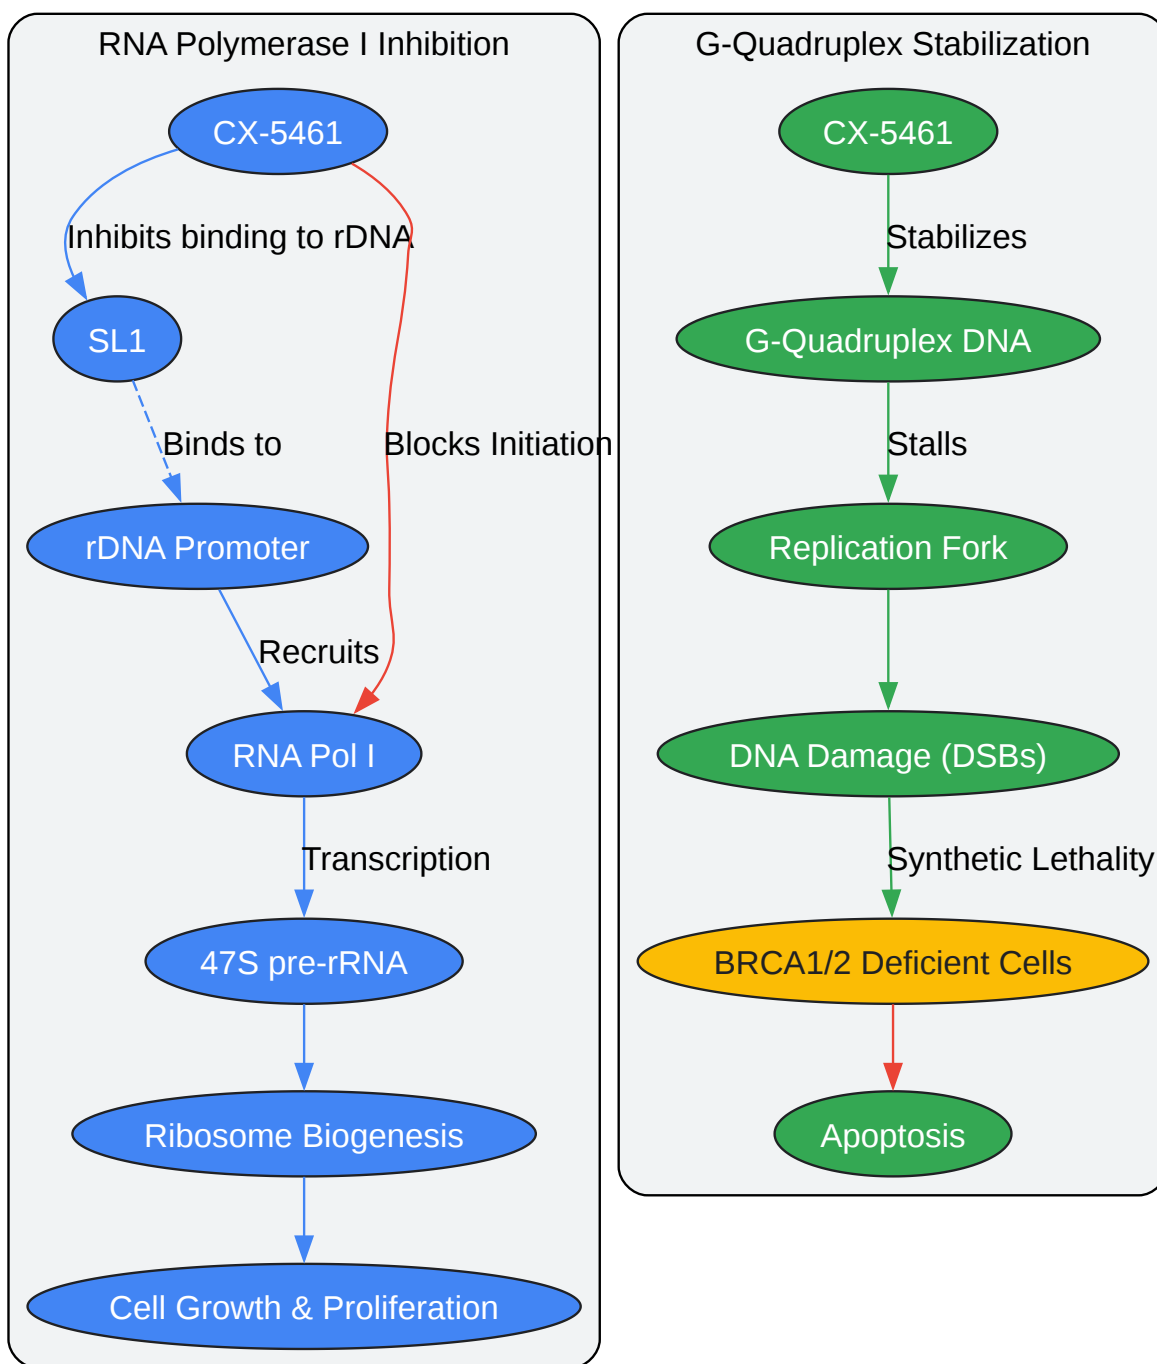 RNA Polymerase I Inhibition
CX-5461
Inhibits binding to rDNA
SL1
Binds to
Blocks Initiation
rDNA Promoter
Recruits
RNA Pol I
Transcription
47S pre-rRNA
Ribosome Biogenesis
Cell Growth & Proliferation
G-Quadruplex Stabilization
CX-5461
Stabilizes
G-Quadruplex DNA
Stalls
Replication Fork
DNA Damage (DSBs)
Synthetic Lethality
BRCA1/2 Deficient Cells
Apoptosis